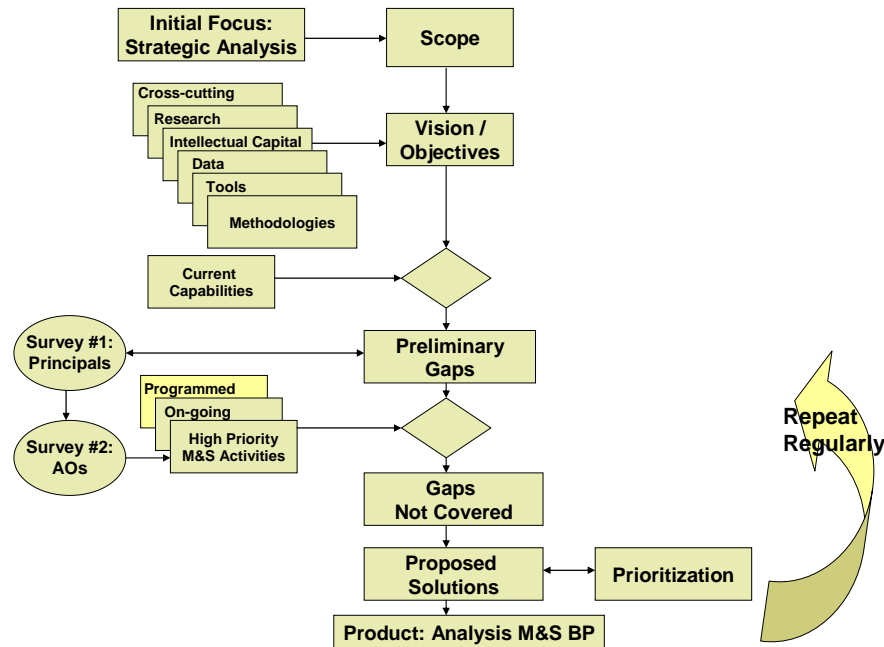 Initial Focus:
Strategic Analysis
Scope
Cross-cutting
Research
Intellectual Capital
Data
Tools
Methodologies
Vision /
Objectives
Current
Capabilities
Survey #1:
Principals
Preliminary
Gaps
Programmed
On-going
High Priority
M&S Activities
Survey #2:
AOs
Repeat
Regularly
Gaps
Not Covered
Proposed
Solutions
Prioritization
Product: Analysis M&S BP